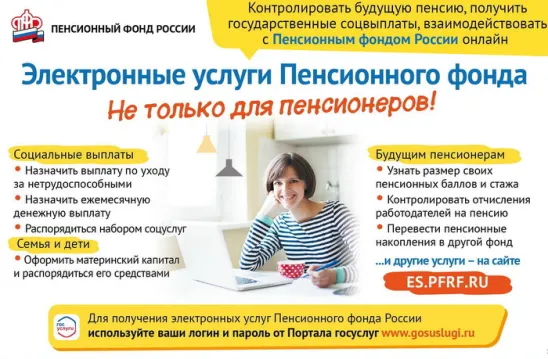 ПЕНСИОННЫЙ ФОНД РОССИИ
Контролировать будущую пенсию, получить
государственные соцвыплаты, взаимодействовать
с Пенсионным фондом России онлайн
Электронные услуги Пенсионного фонда
Не только для пенсионеров!
Социальные выплаты
• Назначить выплату по уходу
за нетрудоспособными
• Назначить ежемесячную
денежную выплату
• Распорядиться набором соцуслуг
Семья и дети
• Оформить материнский капитал
и распорядиться его средствами
Будущим пенсионерам
• Узнать размер своих
пенсионных баллов и стажа
• Контролировать отчисления
работодателей на пенсию
• Перевести пенсионные
накопления в другой фонд
...и другие услуги – на сайте
ES.PFRF.RU
гос
услуги
Для получения электронных услуг Пенсионного фонда России
используйте ваши логин и пароль от Портала госуслуг www.gosuslugi.ru